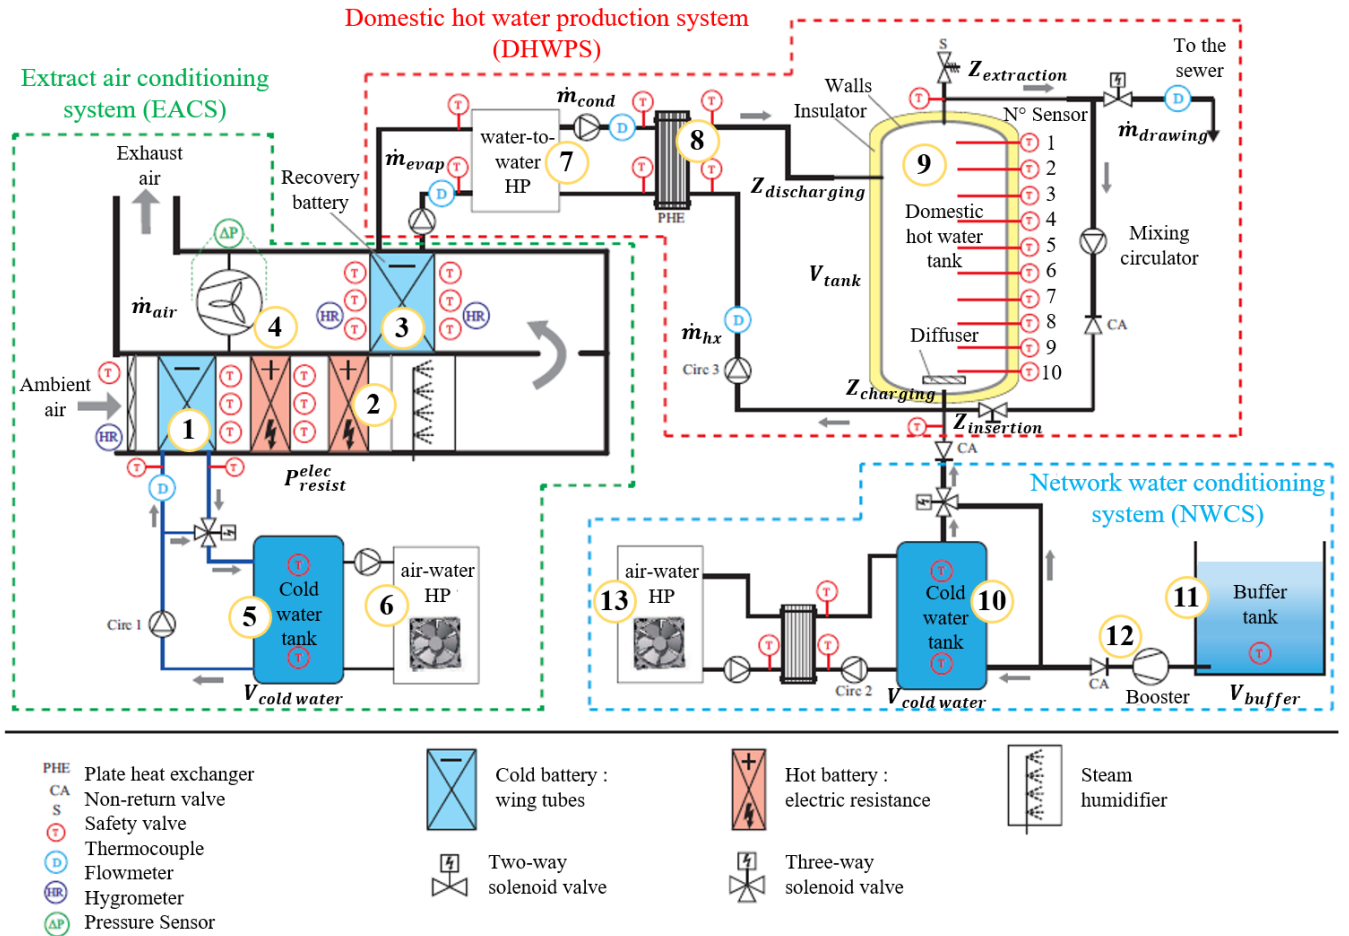 Domestic hot water production system
(DHWPS)
Extract air conditioning
system (EACS)
Exhaust
air
Recovery
battery
ΔP
ṁair
4
3
T
T
T
HR
T
T
T
HR
Ambient
air
T
HR
1
T
T
T
2
T
T
T
P elec resist
T
T
D
Circ 1
5
T
Cold
water
tank
T
V cold water
6
air-water
HP
ṁevap
T
T
D
water-to-
water
HP
7
ṁcond
D
T
T
8
PHE
T
T
Zdischarging
ṁhx
D
Circ 3
S
Zextraction
T
To the
sewer
D
ṁdrawing
Walls
Insulator
N° Sensor
9
Domestic
hot water
tank
T 1
T 2
T 3
T 4
T 5
T 6
T 7
T 8
T 9
T 10
Vtank
Diffuser
Mixing
circulator
CA
Zcharging
Zinsertion
T
CA
Network water conditioning
system (NWCS)
13
air-water
HP
T
T
T
Circ 2
T
Cold
water
tank
T
10
V cold water
12
CA
Booster
11
Buffer
tank
T
Vbuffer
PHE
Plate heat exchanger
CA
Non-return valve
S
Safety valve
T
Thermocouple
D
Flowmeter
HR
Hygrometer
ΔP
Pressure Sensor
Cold battery :
wing tubes
Two-way
solenoid valve
Hot battery :
electric resistance
Three-way
solenoid valve
Steam
humidifier